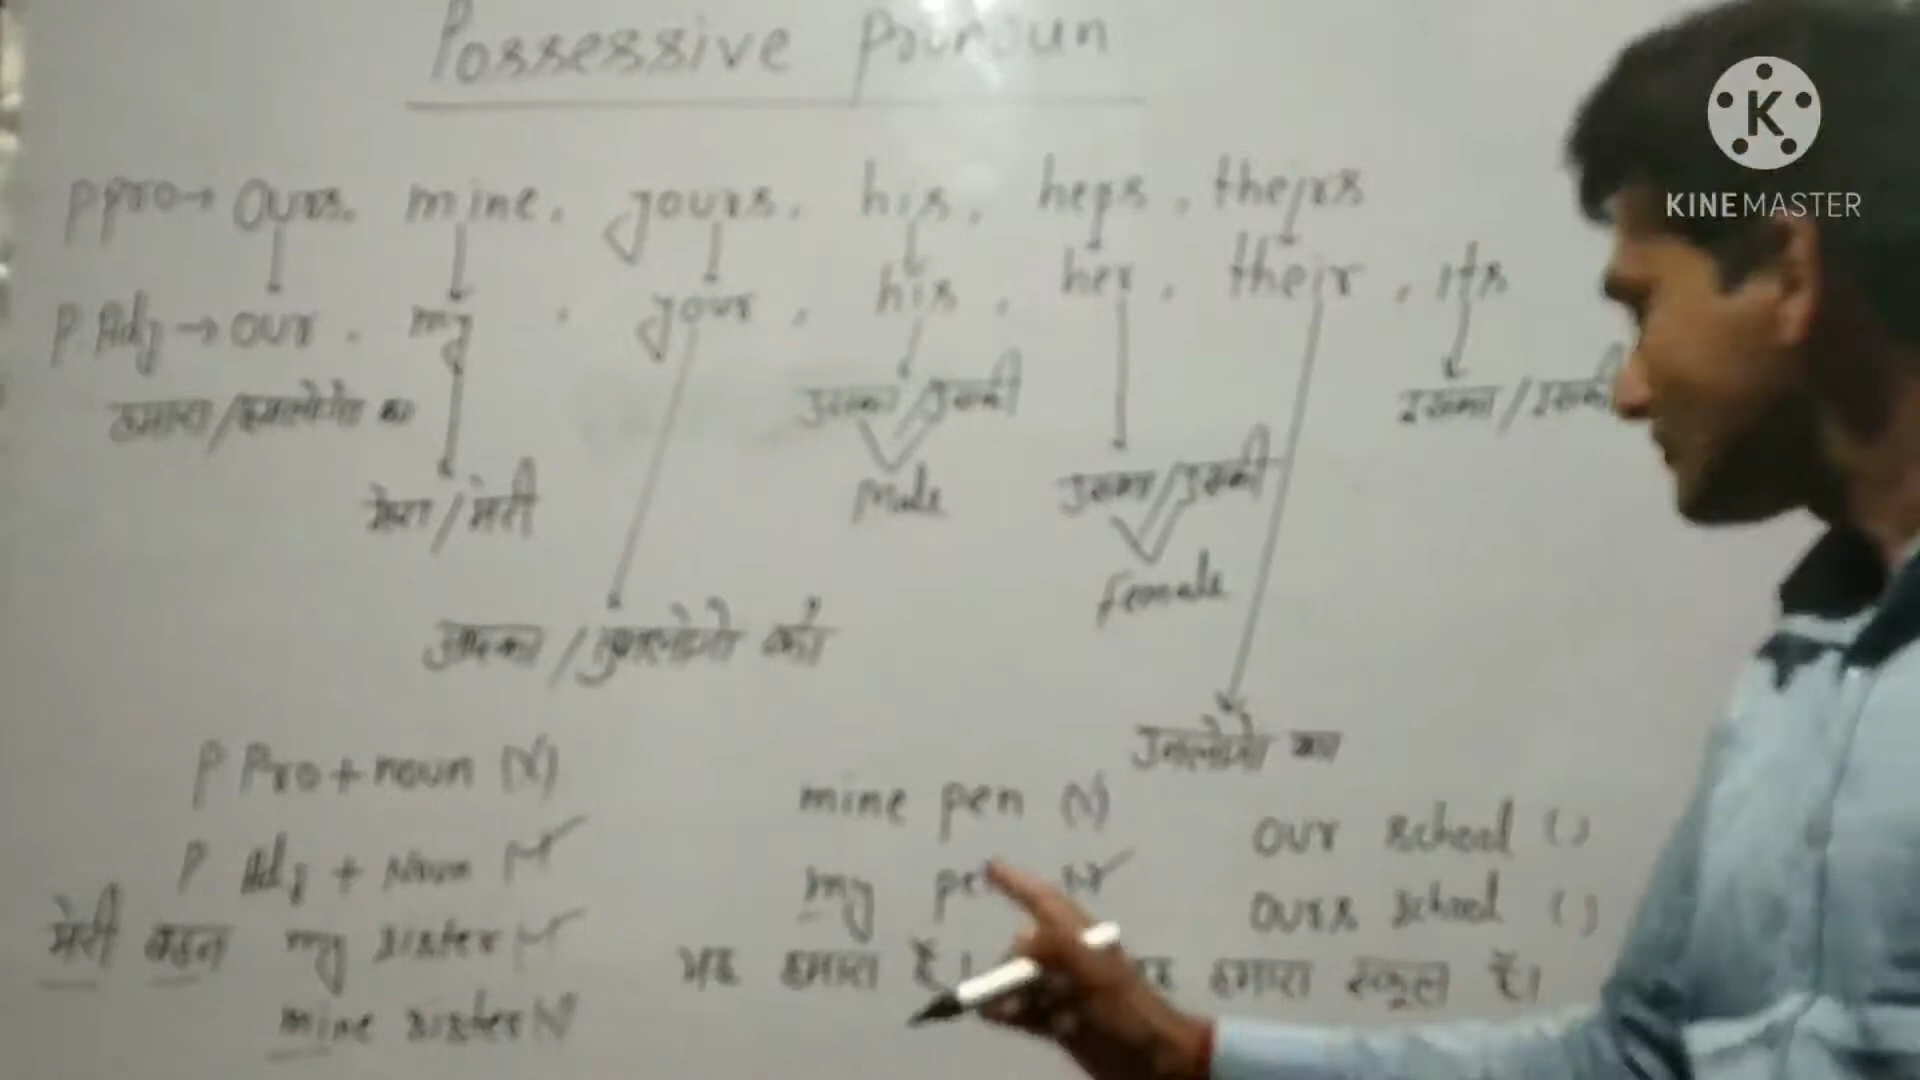 Possessive Pronoun
P Pro → Ours, mine, yours, his, hers, theirs
P. Adj → our, my, your, his, her, their, its
हमारा / हमलोगों का
मेरा / मेरी
आपका / तुमलोगों का
उसका / उसकी
Male
उसका / उसकी
Female
उनलोगों का
इसका / इसकी
P Pro + noun (×)
P Adj + Noun (✓)
मेरी बहन my sister (✓)
mine sister (×)
mine pen (×)
my pen (✓)
our school ( )
ours school ( )
यह हमारा है।
हमारा स्कूल है।
K
KINEMASTER